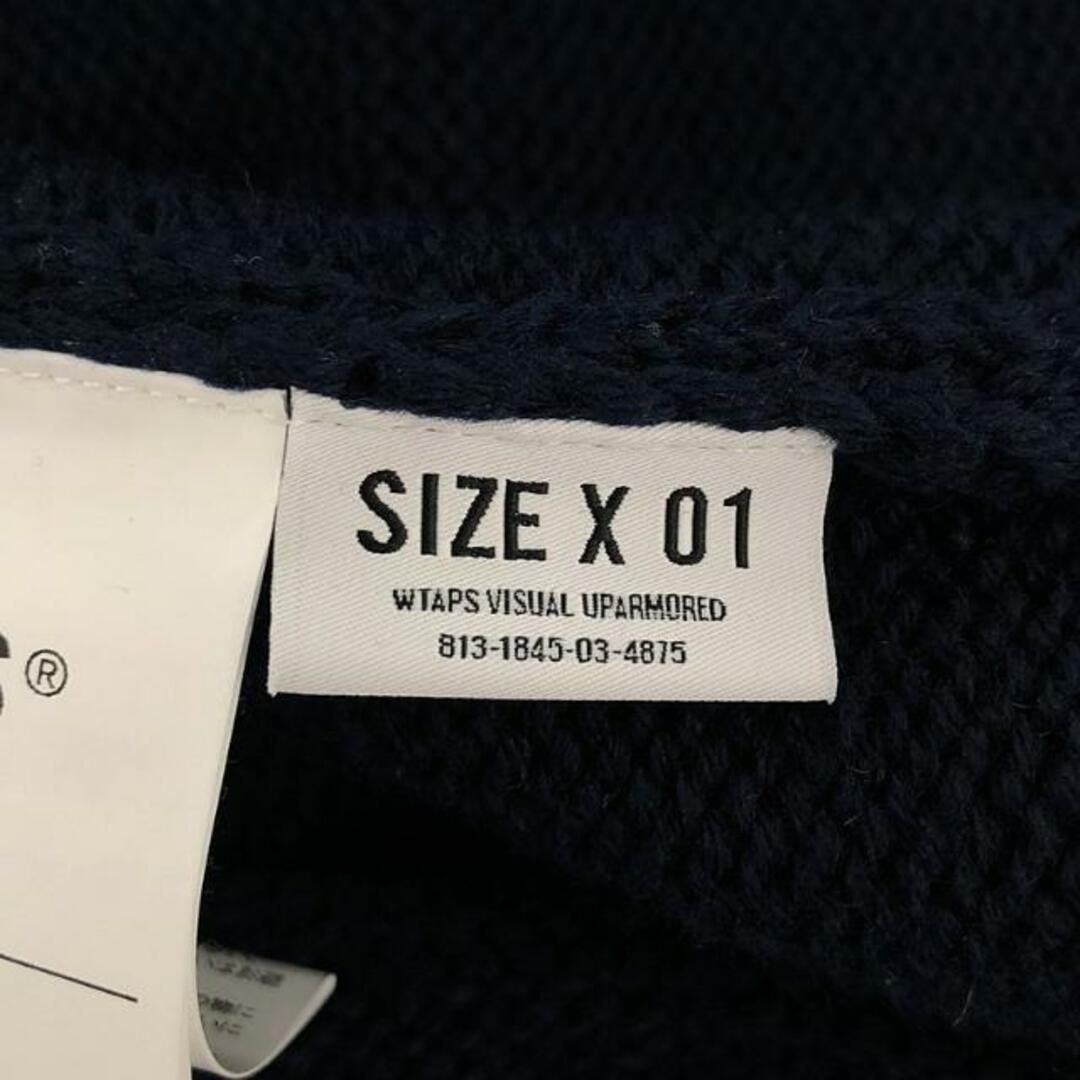 SIZE X 01
WTAPS VISUAL UPARMORED
813-1845-03-4875
®